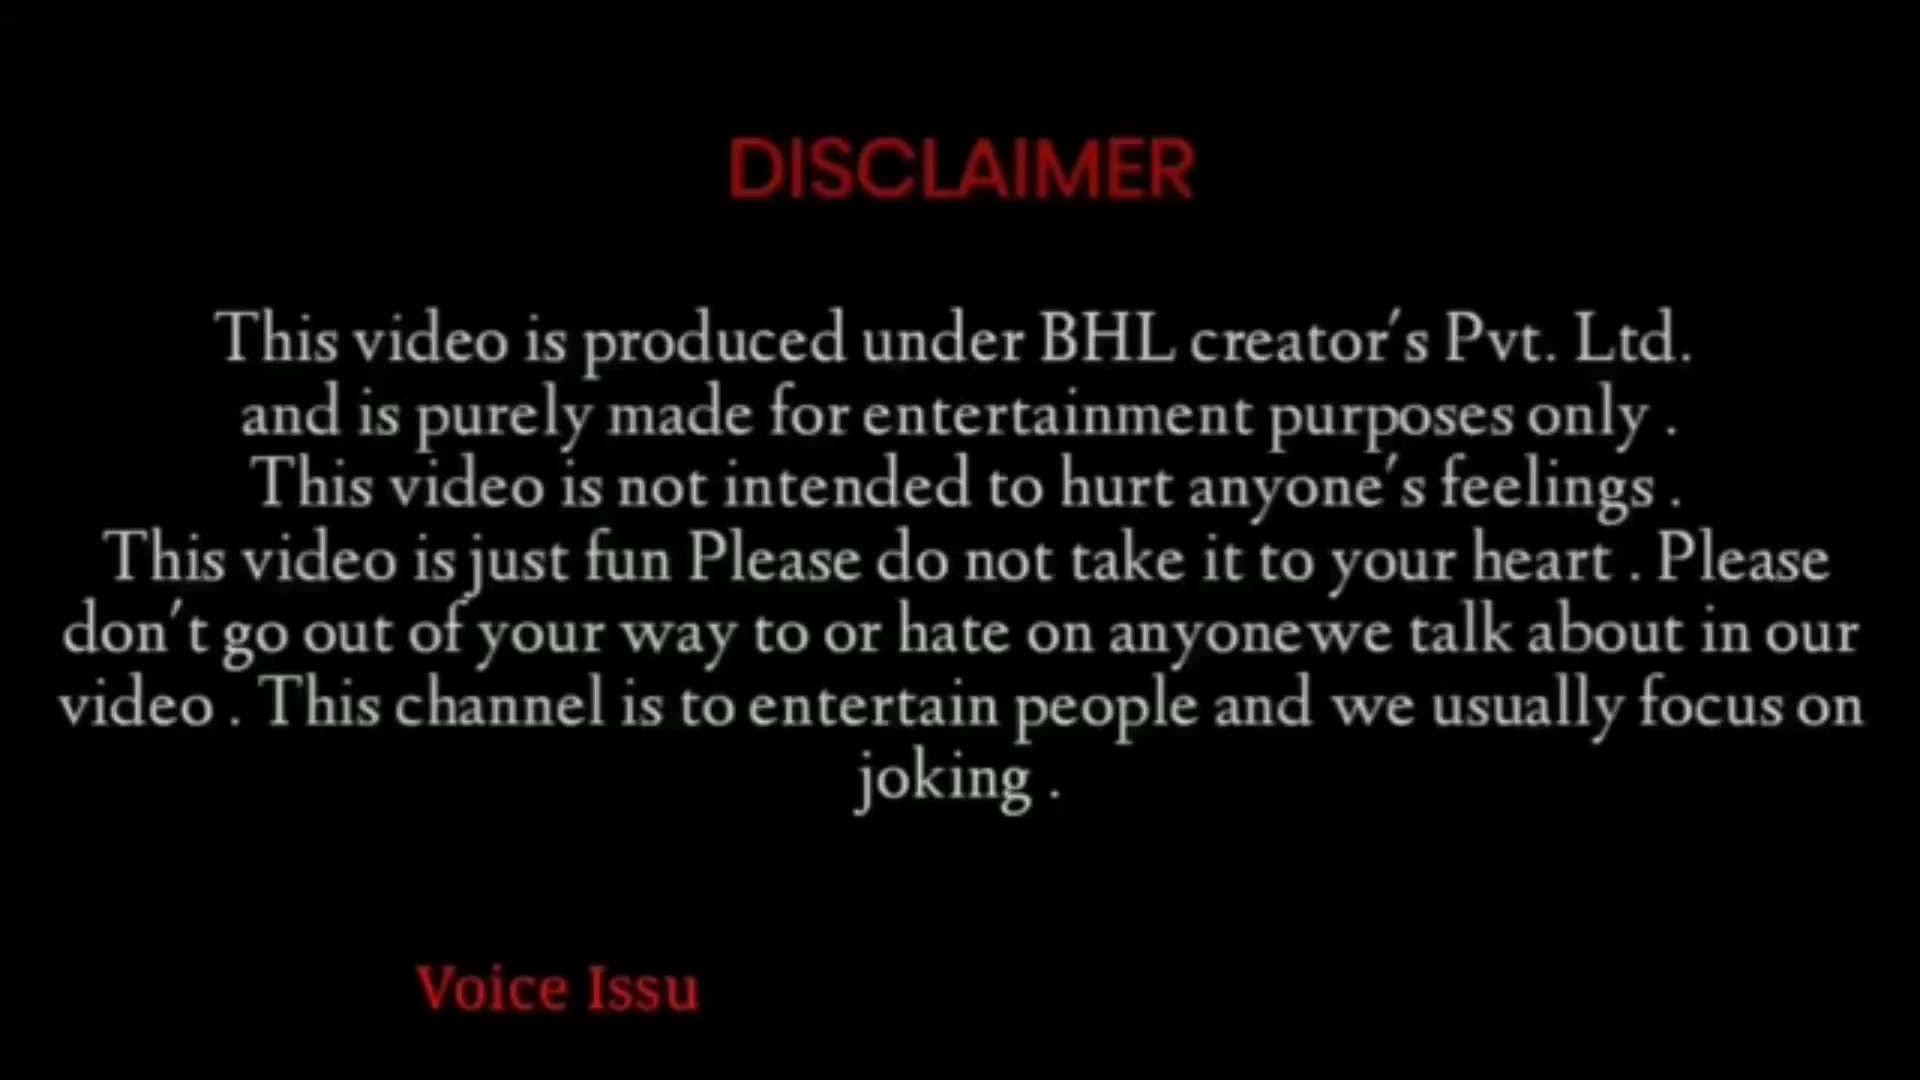 DISCLAIMER
This video is produced under BHL creator's Pvt. Ltd.
and is purely made for entertainment purposes only .
This video is not intended to hurt anyone's feelings .
This video is just fun Please do not take it to your heart . Please
don't go out of your way to or hate on anyonewe talk about in our
video . This channel is to entertain people and we usually focus on
joking .
Voice Issu